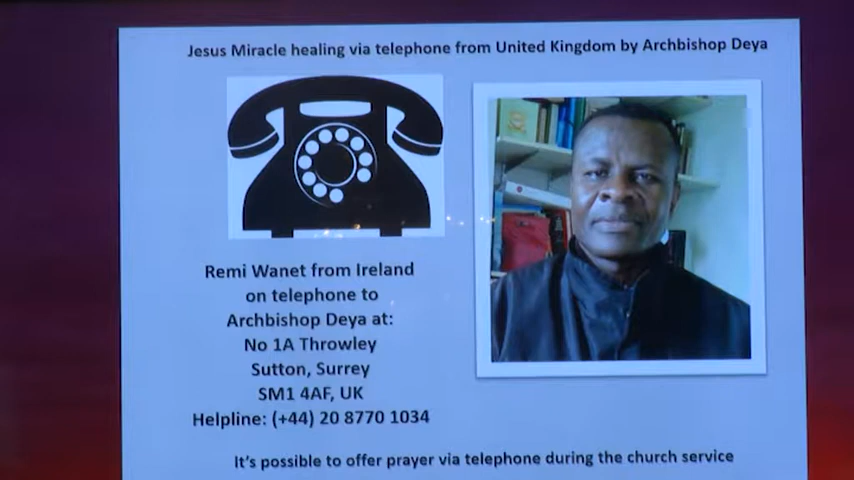 Jesus Miracle healing via telephone from United Kingdom by Archbishop Deya
Remi Wanet from Ireland
on telephone to
Archbishop Deya at:
No 1A Throwley
Sutton, Surrey
SM1 4AF, UK
Helpline: (+44) 20 8770 1034
It's possible to offer prayer via telephone during the church service